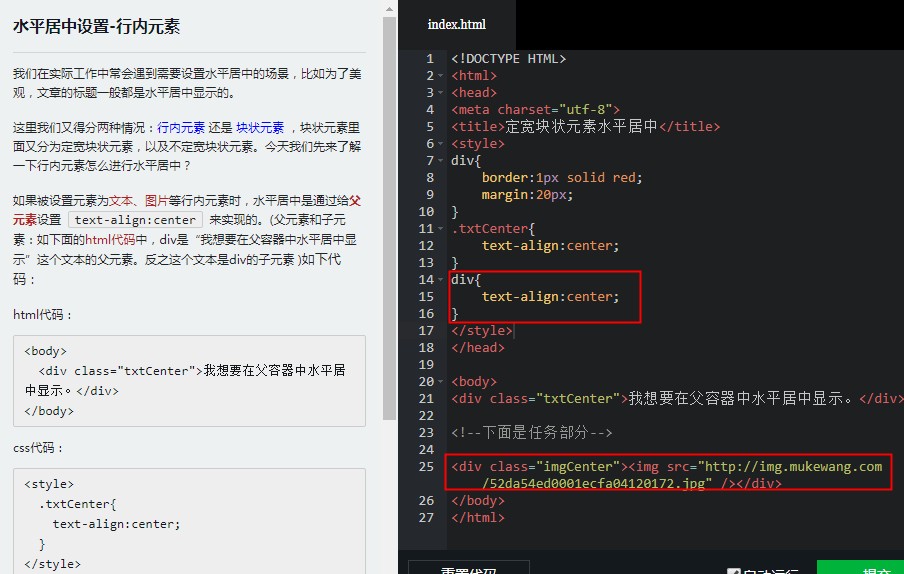 水平居中设置-行内元素
我们在实际工作中常会遇到需要设置水平居中的场景，比如为了美
观，文章的标题一般都是水平居中显示的。
这里我们又得分两种情况：行内元素 还是 块状元素 ，块状元素里
面又分为定宽块状元素，以及不定宽块状元素。今天我们先来了解
一下行内元素怎么进行水平居中？
如果被设置元素为文本、图片等行内元素时，水平居中是通过给父
元素设置 text-align:center 来实现的。(父元素和子元
素：如下面的html代码中，div是“我想要在父容器中水平居中显
示”这个文本的父元素。反之这个文本是div的子元素 )如下代
码：
html代码：
<body>
<div class="txtCenter">我想要在父容器中水平居
中显示。</div>
</body>
css代码：
<style>
.txtCenter{
text-align:center;
}
</style>
index.html
1 <!DOCTYPE HTML>
2 <html>
3 <head>
4 <meta charset="utf-8">
5 <title>定宽块状元素水平居中</title>
6 <style>
7 div{
8 border:1px solid red;
9 margin:20px;
10 }
11 .txtCenter{
12 text-align:center;
13 }
14 div{
15 text-align:center;
16 }
17 </style>
18 </head>
19
20 <body>
21 <div class="txtCenter">我想要在父容器中水平居中显示。</div>
22
23 <!--下面是任务部分-->
24
25 <div class="imgCenter"><img src="http://img.mukewang.com
/52da54ed0001ecfa04120172.jpg" /></div>
26 </body>
27 </html>
重置代码
自动运行
提交